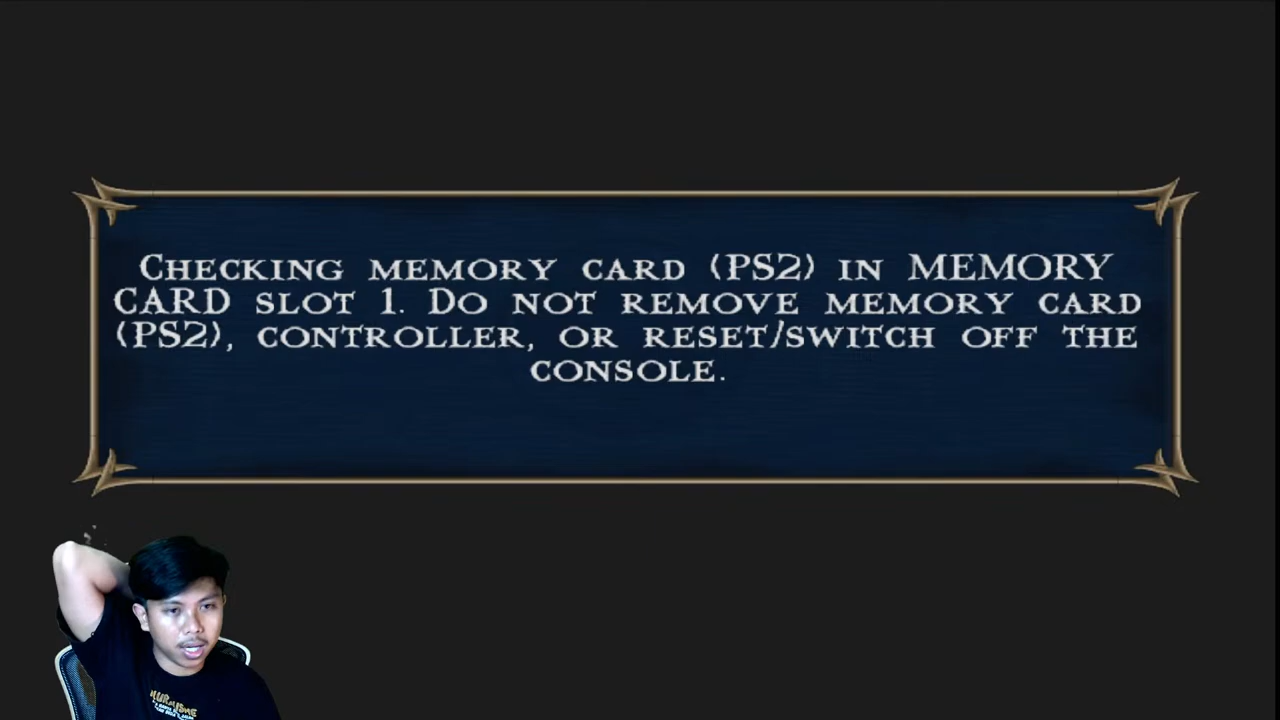 CHECKING MEMORY CARD (PS2) IN MEMORY
CARD SLOT 1. DO NOT REMOVE MEMORY CARD
(PS2), CONTROLLER, OR RESET/SWITCH OFF THE
CONSOLE.